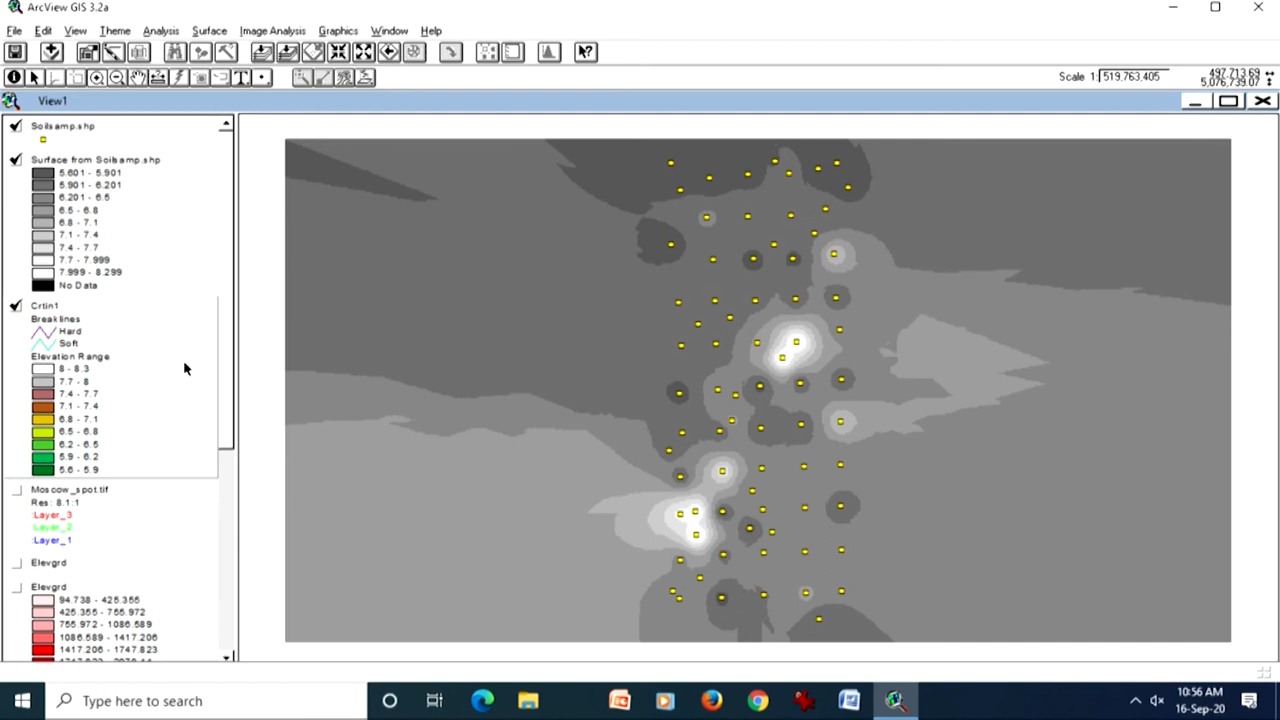 ArcView GIS 3.2a
File Edit View Theme Analysis Surface Image Analysis Graphics Window Help
Scale 1: 519,763,405
497,713.69
5,076,739.07
View1
Soilsamp.shp
Surface from Soilsamp.shp
5.601 - 5.901
5.901 - 6.201
6.201 - 6.5
6.5 - 6.8
6.8 - 7.1
7.1 - 7.4
7.4 - 7.7
7.7 - 7.999
7.999 - 8.299
No Data
Crtin1
Breaklines
Hard
Soft
Elevation Range
8 - 8.3
7.7 - 8
7.4 - 7.7
7.1 - 7.4
6.8 - 7.1
6.5 - 6.8
6.2 - 6.5
5.9 - 6.2
5.6 - 5.9
Moscow_spot.tif
Res: 8.1:1
:Layer_3
:Layer_2
:Layer_1
Elevgrd
Elevgrd
94.738 - 425.355
425.355 - 755.972
755.972 - 1086.589
1086.589 - 1417.206
1417.206 - 1747.823
Type here to search
10:56 AM
16-Sep-20